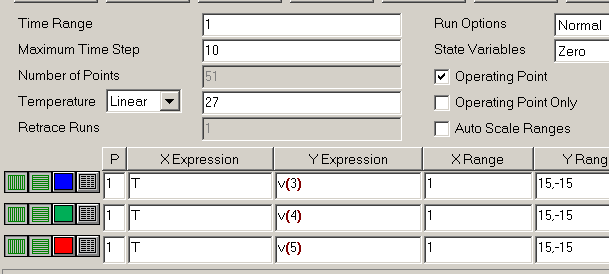 Time Range 1 Run Options Normal
Maximum Time Step 10 State Variables Zero
Number of Points 51 Operating Point
Temperature Linear 27 Operating Point Only
Retrace Runs 1 Auto Scale Ranges
P X Expression Y Expression X Range Y Rang
1 T v(3) 1 15,-15
1 T v(4) 1 15,-15
1 T v(5) 1 15,-15